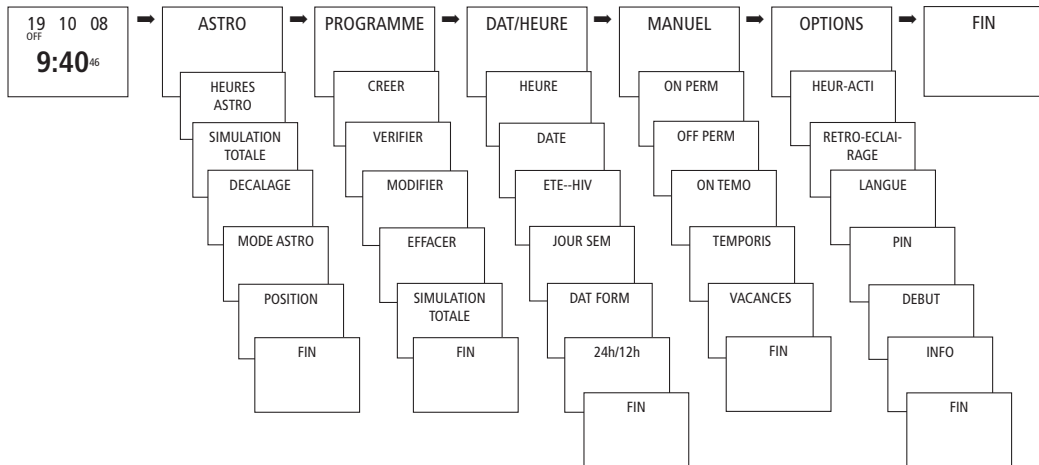 19 10 08
OFF
9:40 46
ASTRO
HEURES
ASTRO
SIMULATION
TOTALE
DECALAGE
MODE ASTRO
POSITION
FIN
PROGRAMME
CREER
VERIFIER
MODIFIER
EFFACER
SIMULATION
TOTALE
FIN
DAT/HEURE
HEURE
DATE
ETE--HIV
JOUR SEM
DAT FORM
24h/12h
FIN
MANUEL
ON PERM
OFF PERM
ON TEMO
TEMPORIS
VACANCES
FIN
OPTIONS
HEUR-ACTI
RETRO-ECLAI-
RAGE
LANGUE
PIN
DEBUT
INFO
FIN
FIN